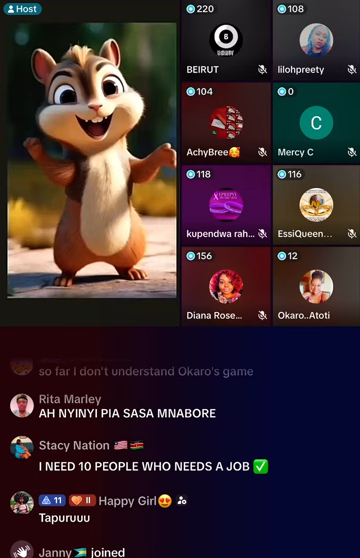 Host
220
BEIRUT
108
lilohpreety
104
AchyBree🥰
0
C
Mercy C
118
kupendwa rah...
116
EssiQueen...
156
Diana Rose...
12
Okaro..Atoti
so far I don't understand Okaro's game
Rita Marley
AH NYINYI PIA SASA MNABORE
Stacy Nation 🇺🇸🇰🇪
I NEED 10 PEOPLE WHO NEEDS A JOB ✅
11 II Happy Girl😍
Tapuruuu
Janny🇧🇸 joined